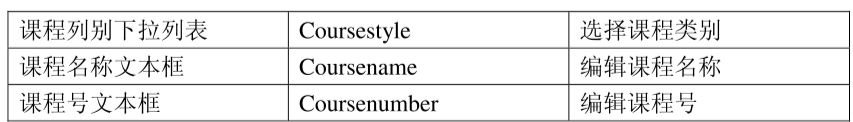 课程列别下拉列表 Coursestyle 选择课程类别
课程名称文本框 Coursename 编辑课程名称
课程号文本框 Coursenumber 编辑课程号